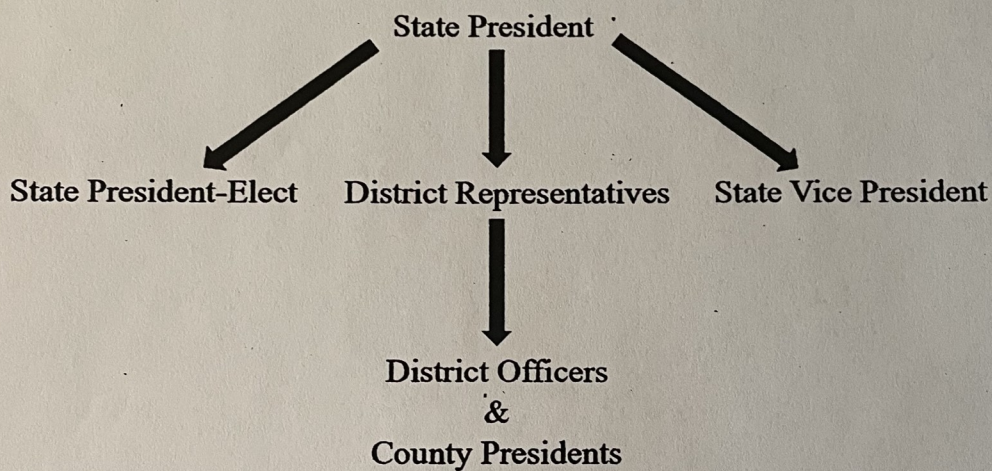 State President
State President-Elect
District Representatives
State Vice President
District Officers
&
County Presidents